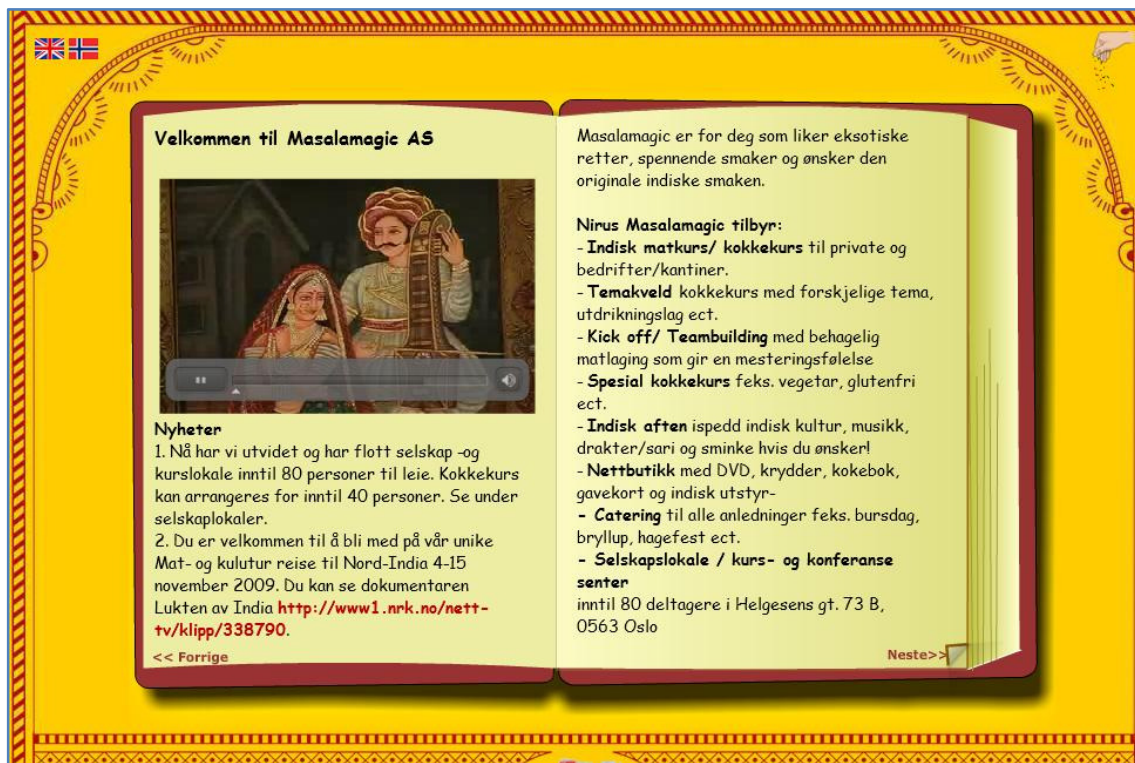 Velkommen til Masalamagic AS
Nyheter
1. Nå har vi utvidet og har flott selskap -og
kurslokale inntil 80 personer til leie. Kokkekurs
kan arrangeres for inntil 40 personer. Se under
selskaplokaler.
2. Du er velkommen til å bli med på vår unike
Mat- og kulutur reise til Nord-India 4-15
november 2009. Du kan se dokumentaren
Lukten av India http://www1.nrk.no/nett-
tv/klipp/338790.
<< Forrige
Masalamagic er for deg som liker eksotiske
retter, spennende smaker og ønsker den
originale indiske smaken.
Nirus Masalamagic tilbyr:
- Indisk matkurs/ kokkekurs til private og
bedrifter/kantiner.
- Temakveld kokkekurs med forskjelige tema,
utdrikningslag ect.
- Kick off/ Teambuilding med behagelig
matlaging som gir en mesteringsfølelse
- Spesial kokkekurs feks. vegetar, glutenfri
ect.
- Indisk aften ispedd indisk kultur, musikk,
drakter/sari og sminke hvis du ønsker!
- Nettbutikk med DVD, krydder, kokebok,
gavekort og indisk utstyr-
- Catering til alle anledninger feks. bursdag,
bryllup, hagefest ect.
- Selskapslokale / kurs- og konferanse
senter
inntil 80 deltagere i Helgesens gt. 73 B,
0563 Oslo
Neste>>